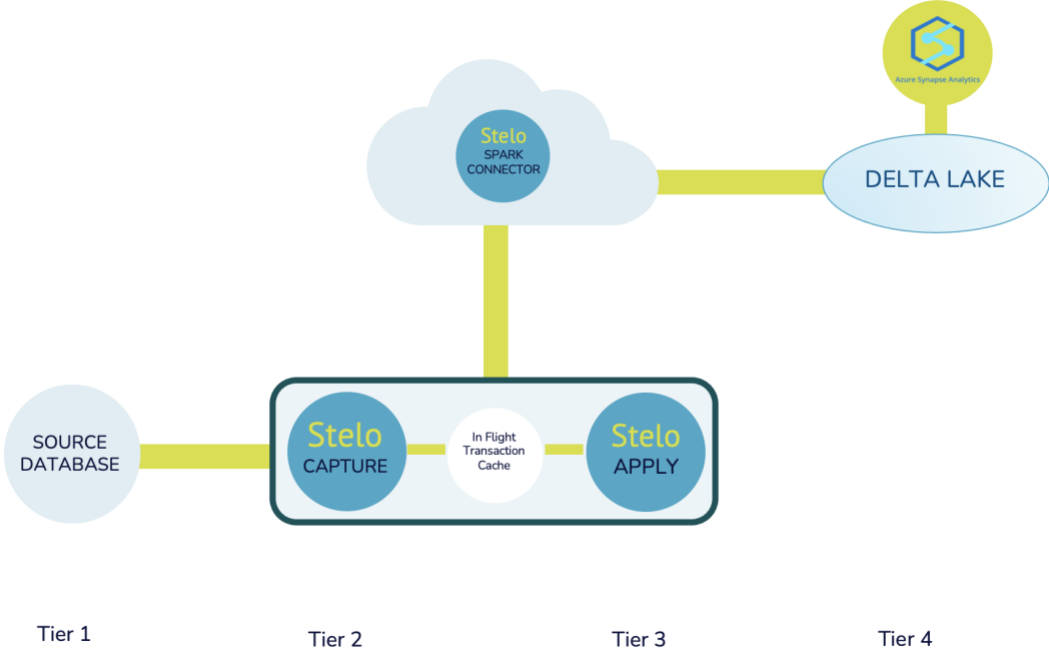 Azure Synapse Analytics
Stelo
SPARK
CONNECTOR
DELTA LAKE
SOURCE
DATABASE
Stelo
CAPTURE
In Flight
Transaction
Cache
Stelo
APPLY
Tier 1
Tier 2
Tier 3
Tier 4